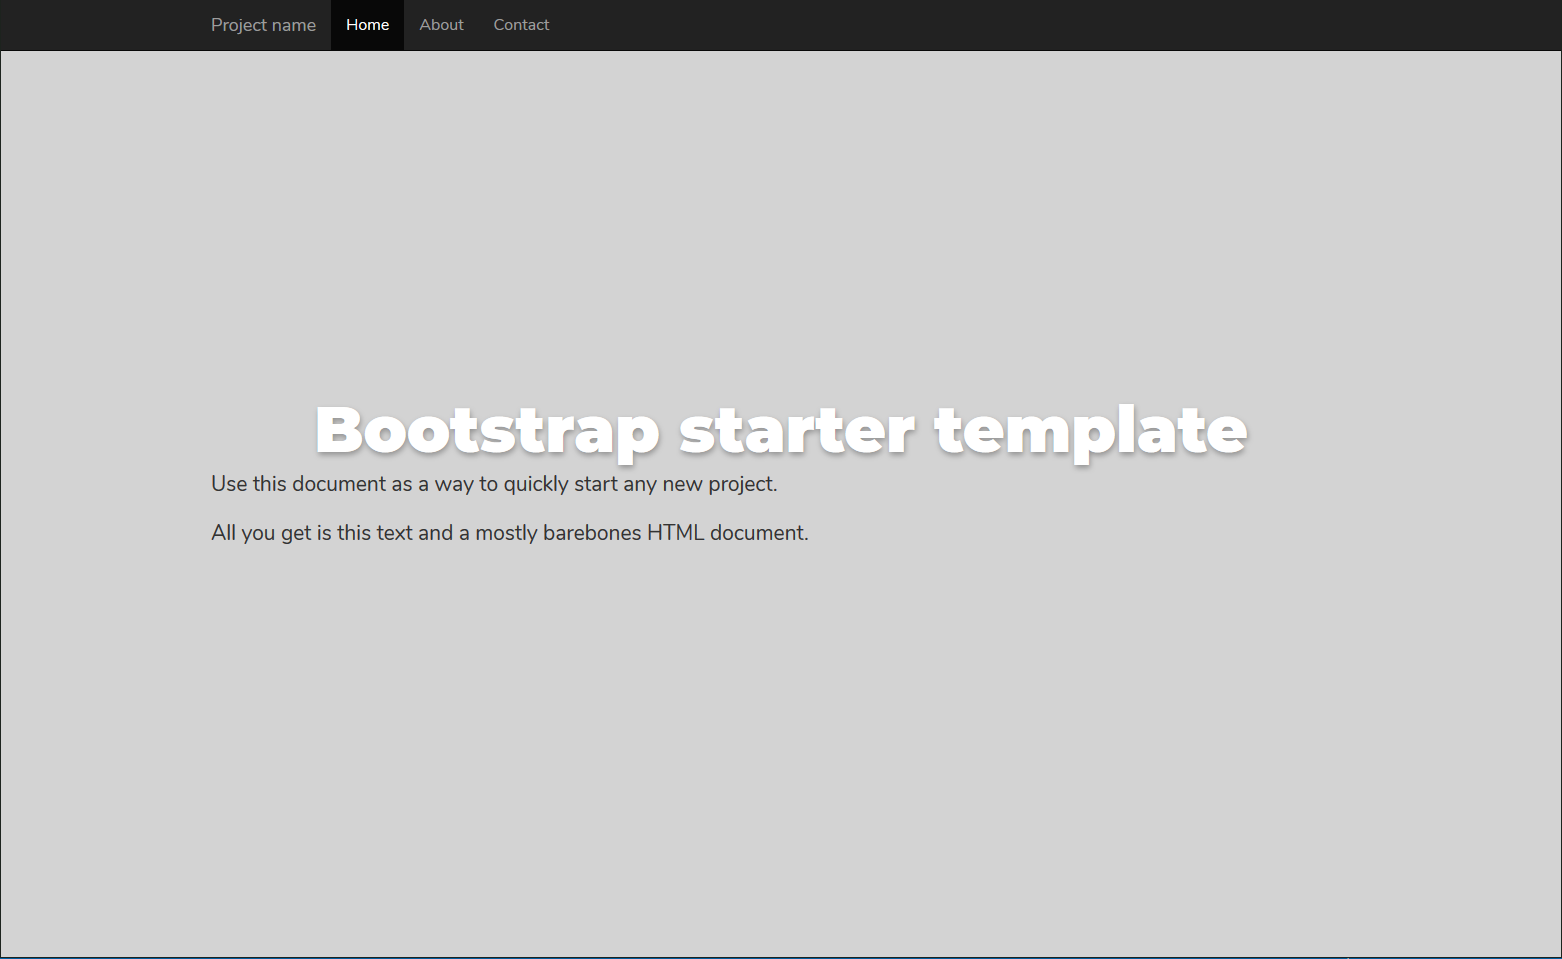 Project name Home About Contact
Bootstrap starter template
Use this document as a way to quickly start any new project.
All you get is this text and a mostly barebones HTML document.